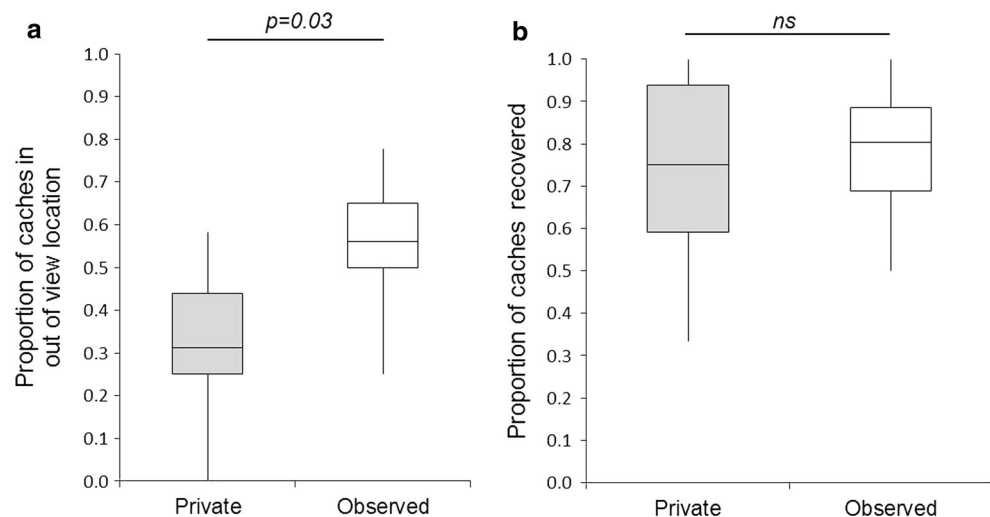 a
p=0.03
Proportion of caches in
out of view location
1.0
0.9
0.8
0.7
0.6
0.5
0.4
0.3
0.2
0.1
0.0
Private Observed
b
ns
Proportion of caches recovered
1.0
0.9
0.8
0.7
0.6
0.5
0.4
0.3
0.2
0.1
0.0
Private Observed